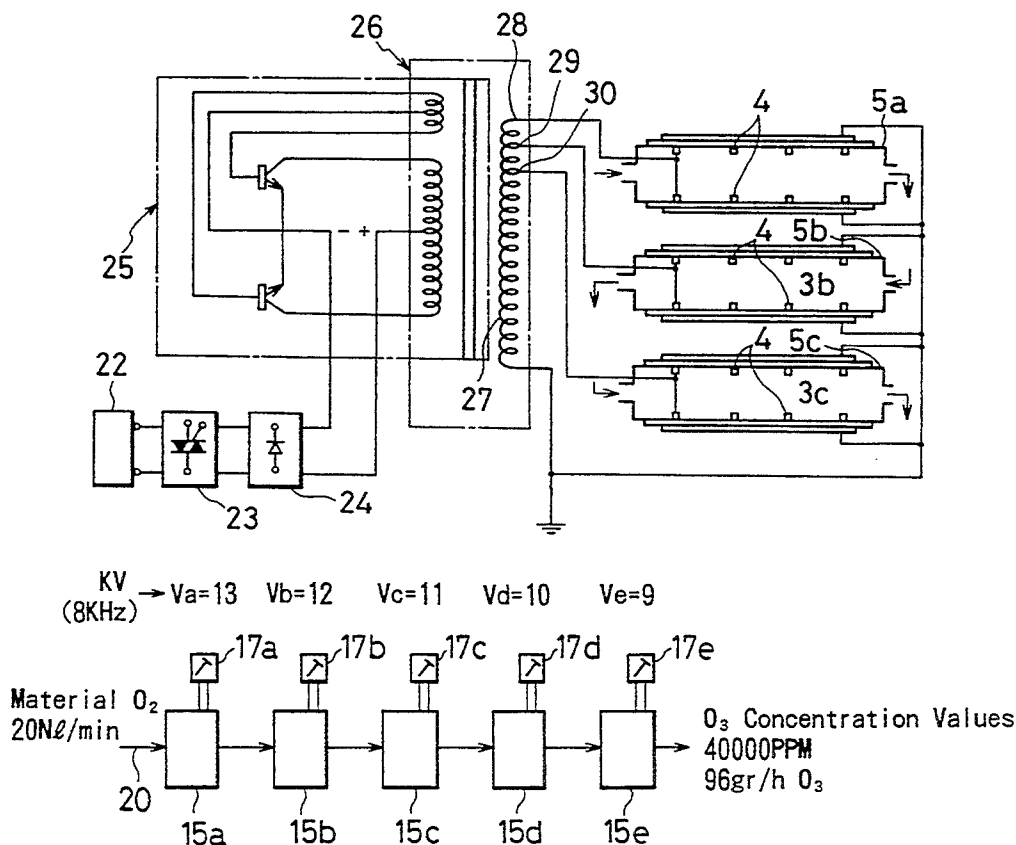 28
26
29
30
4
5a
25
- +
5b
4
3b
5c
4
3c
27
22
23
24
KV
(8KHz)
Va=13 Vb=12 Vc=11 Vd=10 Ve=9
17a 17b 17c 17d 17e
Material O₂
20Nℓ/min
20
15a 15b 15c 15d 15e
O₃ Concentration Values
40000PPM
96gr/h O₃